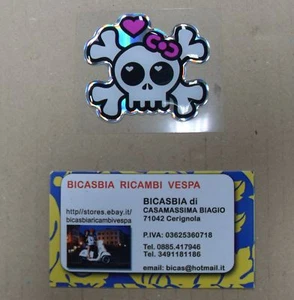 BICASBIA RICAMBI VESPA
http//stores.ebay.it/
bicasbiaricambivespa
BICASBIA di
CASAMASSIMA BIAGIO
71042 Cerignola
P.IVA: 03625360718
Tel. 0885.417946
Tel. 3491181186
email: bicas@hotmail.it